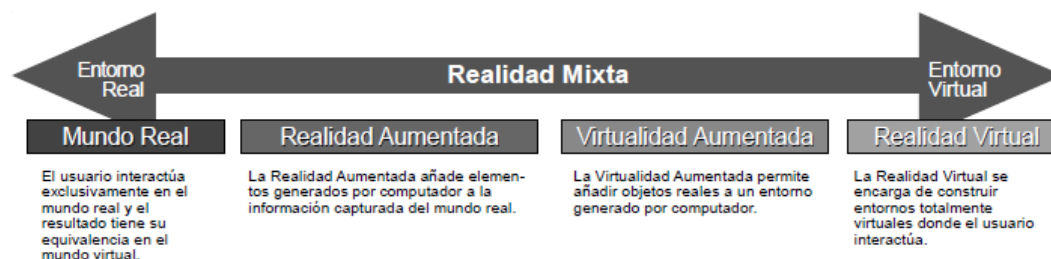 Entorno
Real
Realidad Mixta
Entorno
Virtual
Mundo Real
Realidad Aumentada
Virtualidad Aumentada
Realidad Virtual
El usuario interactúa
exclusivamente en el
mundo real y el
resultado tiene su
equivalencia en el
mundo virtual.
La Realidad Aumentada añade elemen-
tos generados por computador a la
información capturada del mundo real.
La Virtualidad Aumentada permite
añadir objetos reales a un entorno
generado por computador.
La Realidad Virtual se
encarga de construir
entornos totalmente
virtuales donde el usuario
interactúa.